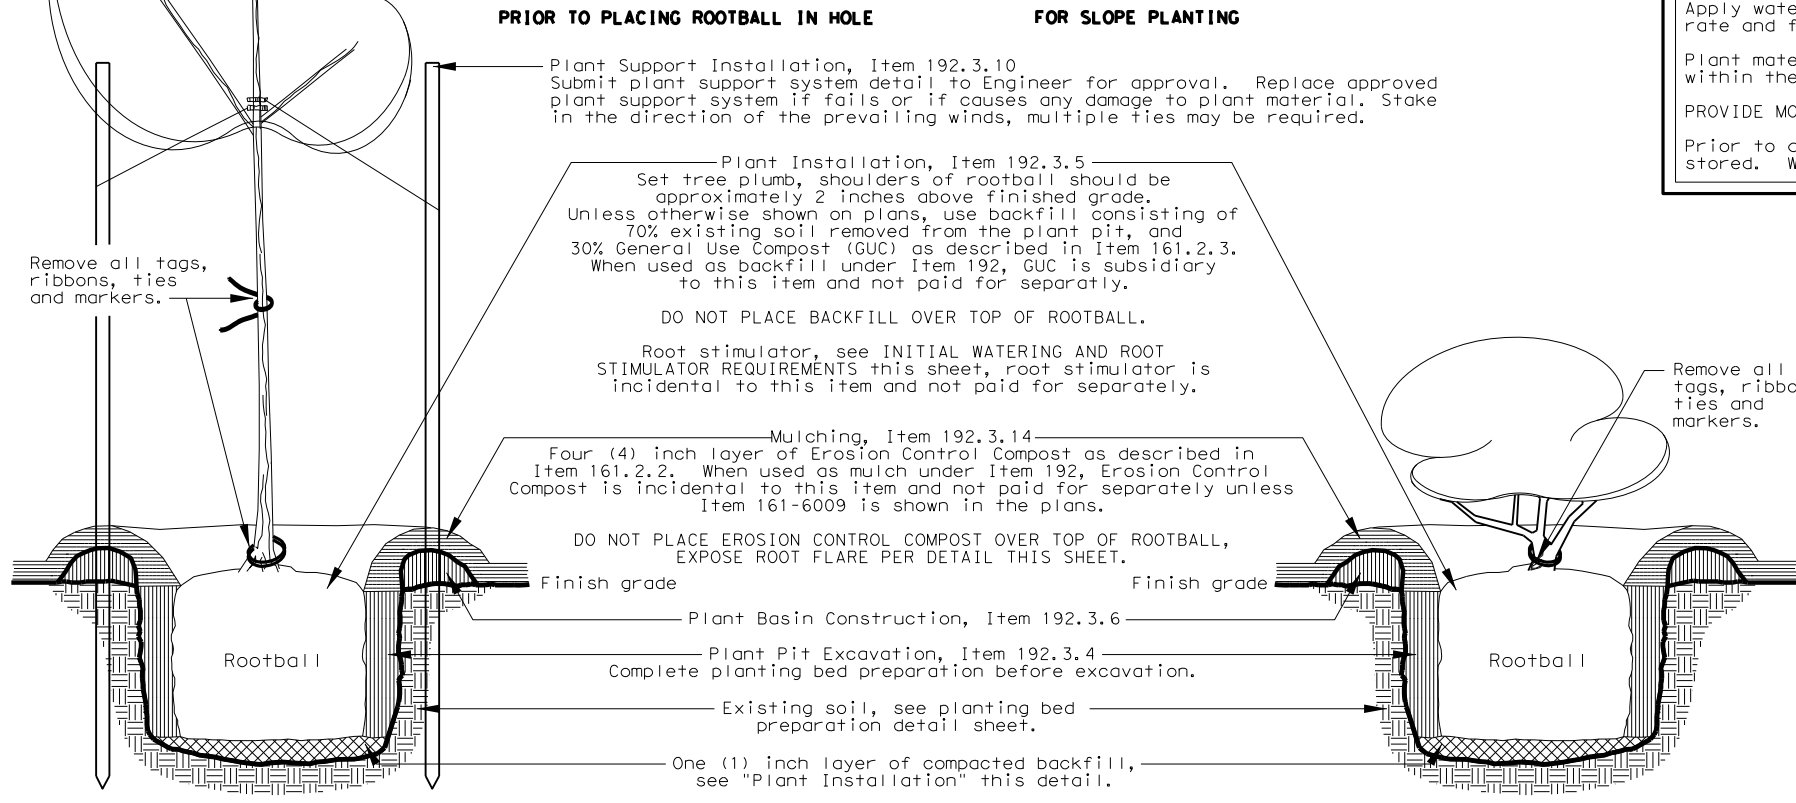 PRIOR TO PLACING ROOTBALL IN HOLE
FOR SLOPE PLANTING
Apply
rate and
Plant
within the
PROVIDE
Prior to
stored.
Plant Support Installation, Item 192.3.10
Submit plant support system detail to Engineer for approval. Replace approved
plant support system if fails or if causes any damage to plant material. Stake
in the direction of the prevailing winds, multiple ties may be required.
Plant Installation, Item 192.3.5
Set tree plumb, shoulders of rootball should be
approximately 2 inches above finished grade.
Unless otherwise shown on plans, use backfill consisting of
70% existing soil removed from the plant pit, and
30% General Use Compost (GUC) as described in Item 161.2.3.
When used as backfill under Item 192, GUC is subsidiary
to this item and not paid for separatly.
DO NOT PLACE BACKFILL OVER TOP OF ROOTBALL.
Root stimulator, see INITIAL WATERING AND ROOT
STIMULATOR REQUIREMENTS this sheet, root stimulator is
incidental to this item and not paid for separately.
Remove all tags,
ribbons, ties
and markers.
Remove all
tags,
ties and
markers.
Mulching, Item 192.3.14
Four (4) inch layer of Erosion Control Compost as described in
Item 161.2.2. When used as mulch under Item 192, Erosion Control
Compost is incidental to this item and not paid for separately unless
Item 161-6009 is shown in the plans.
DO NOT PLACE EROSION CONTROL COMPOST OVER TOP OF ROOTBALL,
EXPOSE ROOT FLARE PER DETAIL THIS SHEET.
Finish grade
Finish grade
Plant Basin Construction, Item 192.3.6
Rootball
Rootball
Plant Pit Excavation, Item 192.3.4
Complete planting bed preparation before excavation.
Existing soil, see planting bed
preparation detail sheet.
One (1) inch layer of compacted backfill,
see "Plant Installation" this detail.